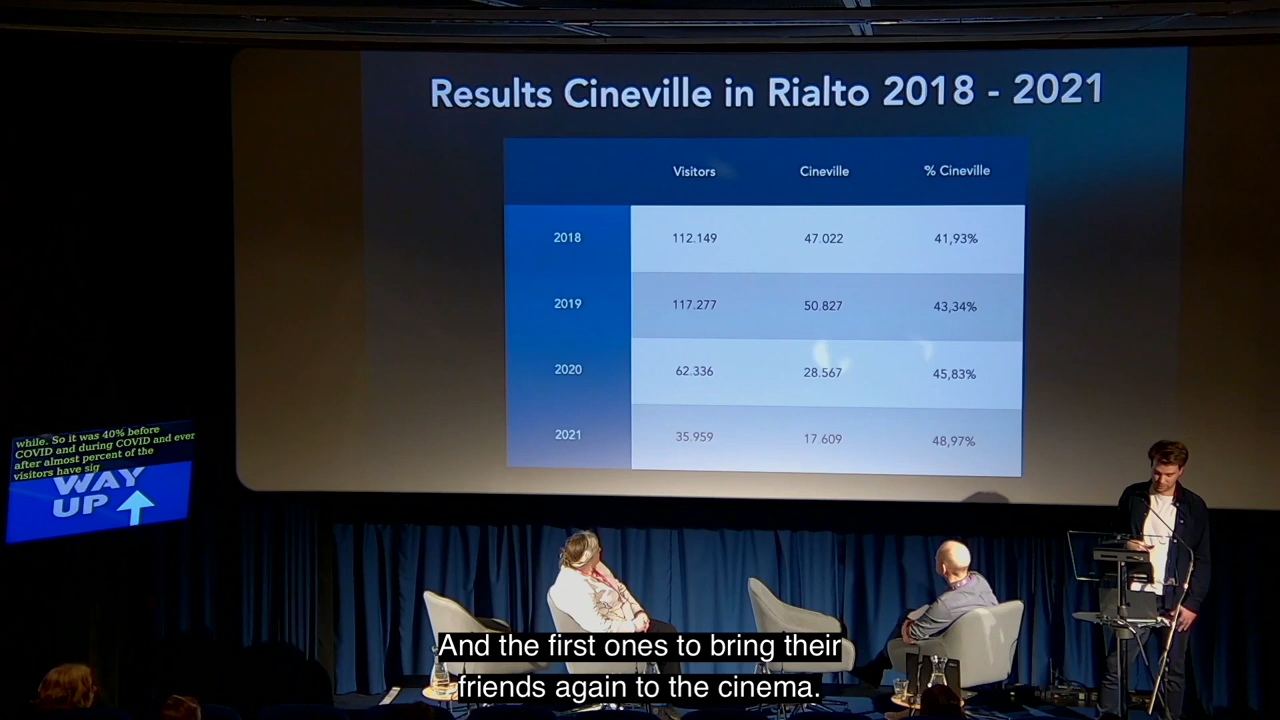 Results Cineville in Rialto 2018 - 2021
Visitors Cineville % Cineville
2018 112.149 47.022 41,93%
2019 117.277 50.827 43,34%
2020 62.336 28.567 45,83%
2021 35.959 17.609 48,97%
while. So it was 40% before
COVID and during COVID and ever
after almost percent of the
visitors have sig
WAY
UP
And the first ones to bring their
friends again to the cinema.